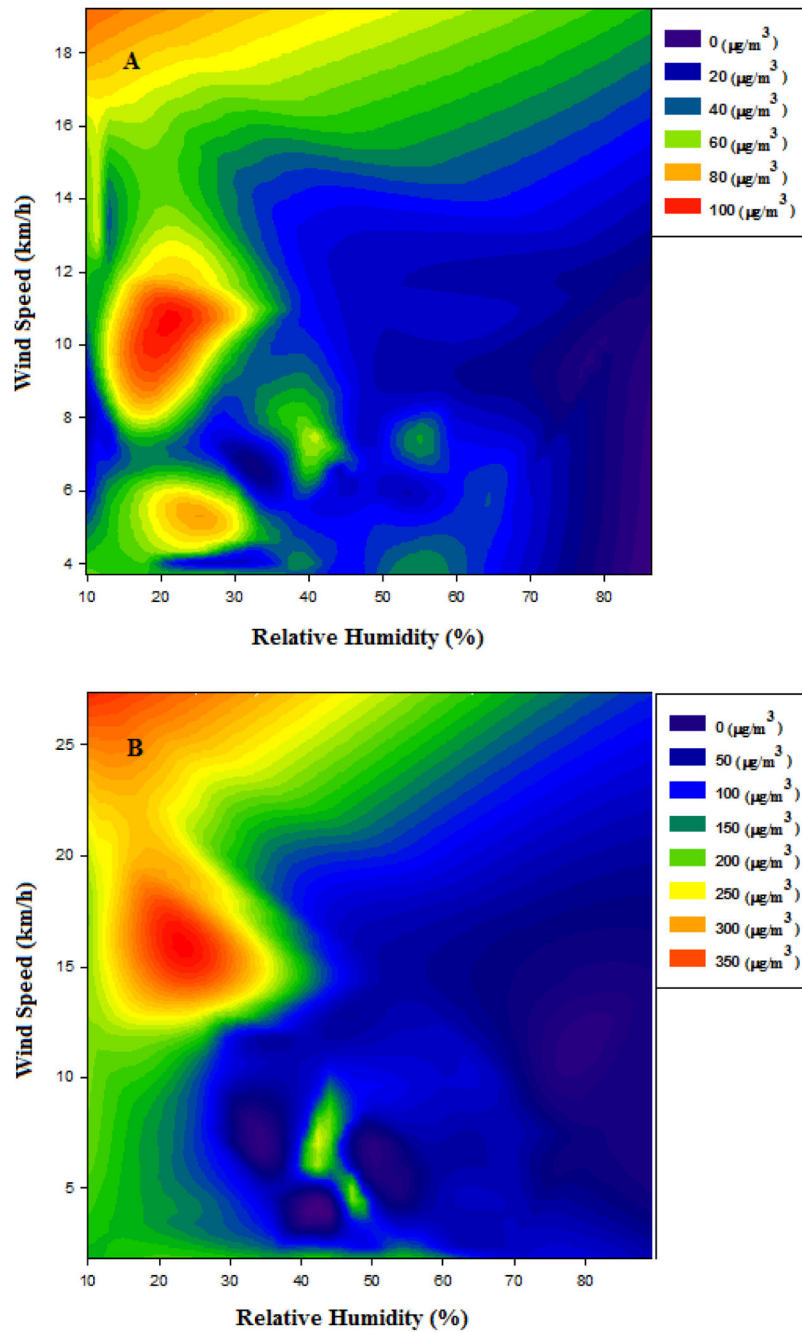 A
18
16
14
12
10
8
6
4
Wind Speed (km/h)
10 20 30 40 50 60 70 80
Relative Humidity (%)
0 (µg/m³)
20 (µg/m³)
40 (µg/m³)
60 (µg/m³)
80 (µg/m³)
100 (µg/m³)
B
25
20
15
10
5
Wind Speed (km/h)
10 20 30 40 50 60 70 80
Relative Humidity (%)
0 (µg/m³)
50 (µg/m³)
100 (µg/m³)
150 (µg/m³)
200 (µg/m³)
250 (µg/m³)
300 (µg/m³)
350 (µg/m³)